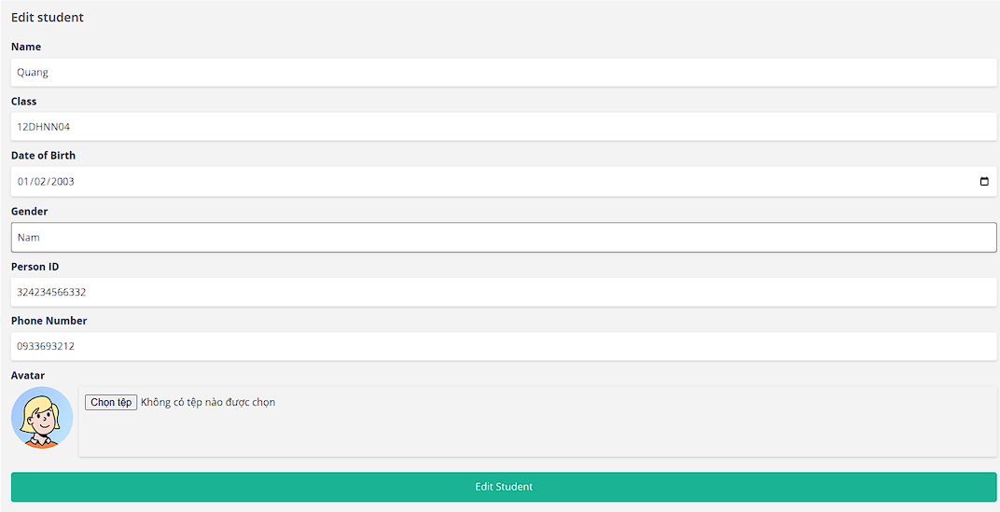 Edit student
Name
Quang
Class
12DHNN04
Date of Birth
01/02/2003
Gender
Nam
Person ID
324234566332
Phone Number
0933693212
Avatar
Chọn tệp Không có tệp nào được chọn
Edit Student